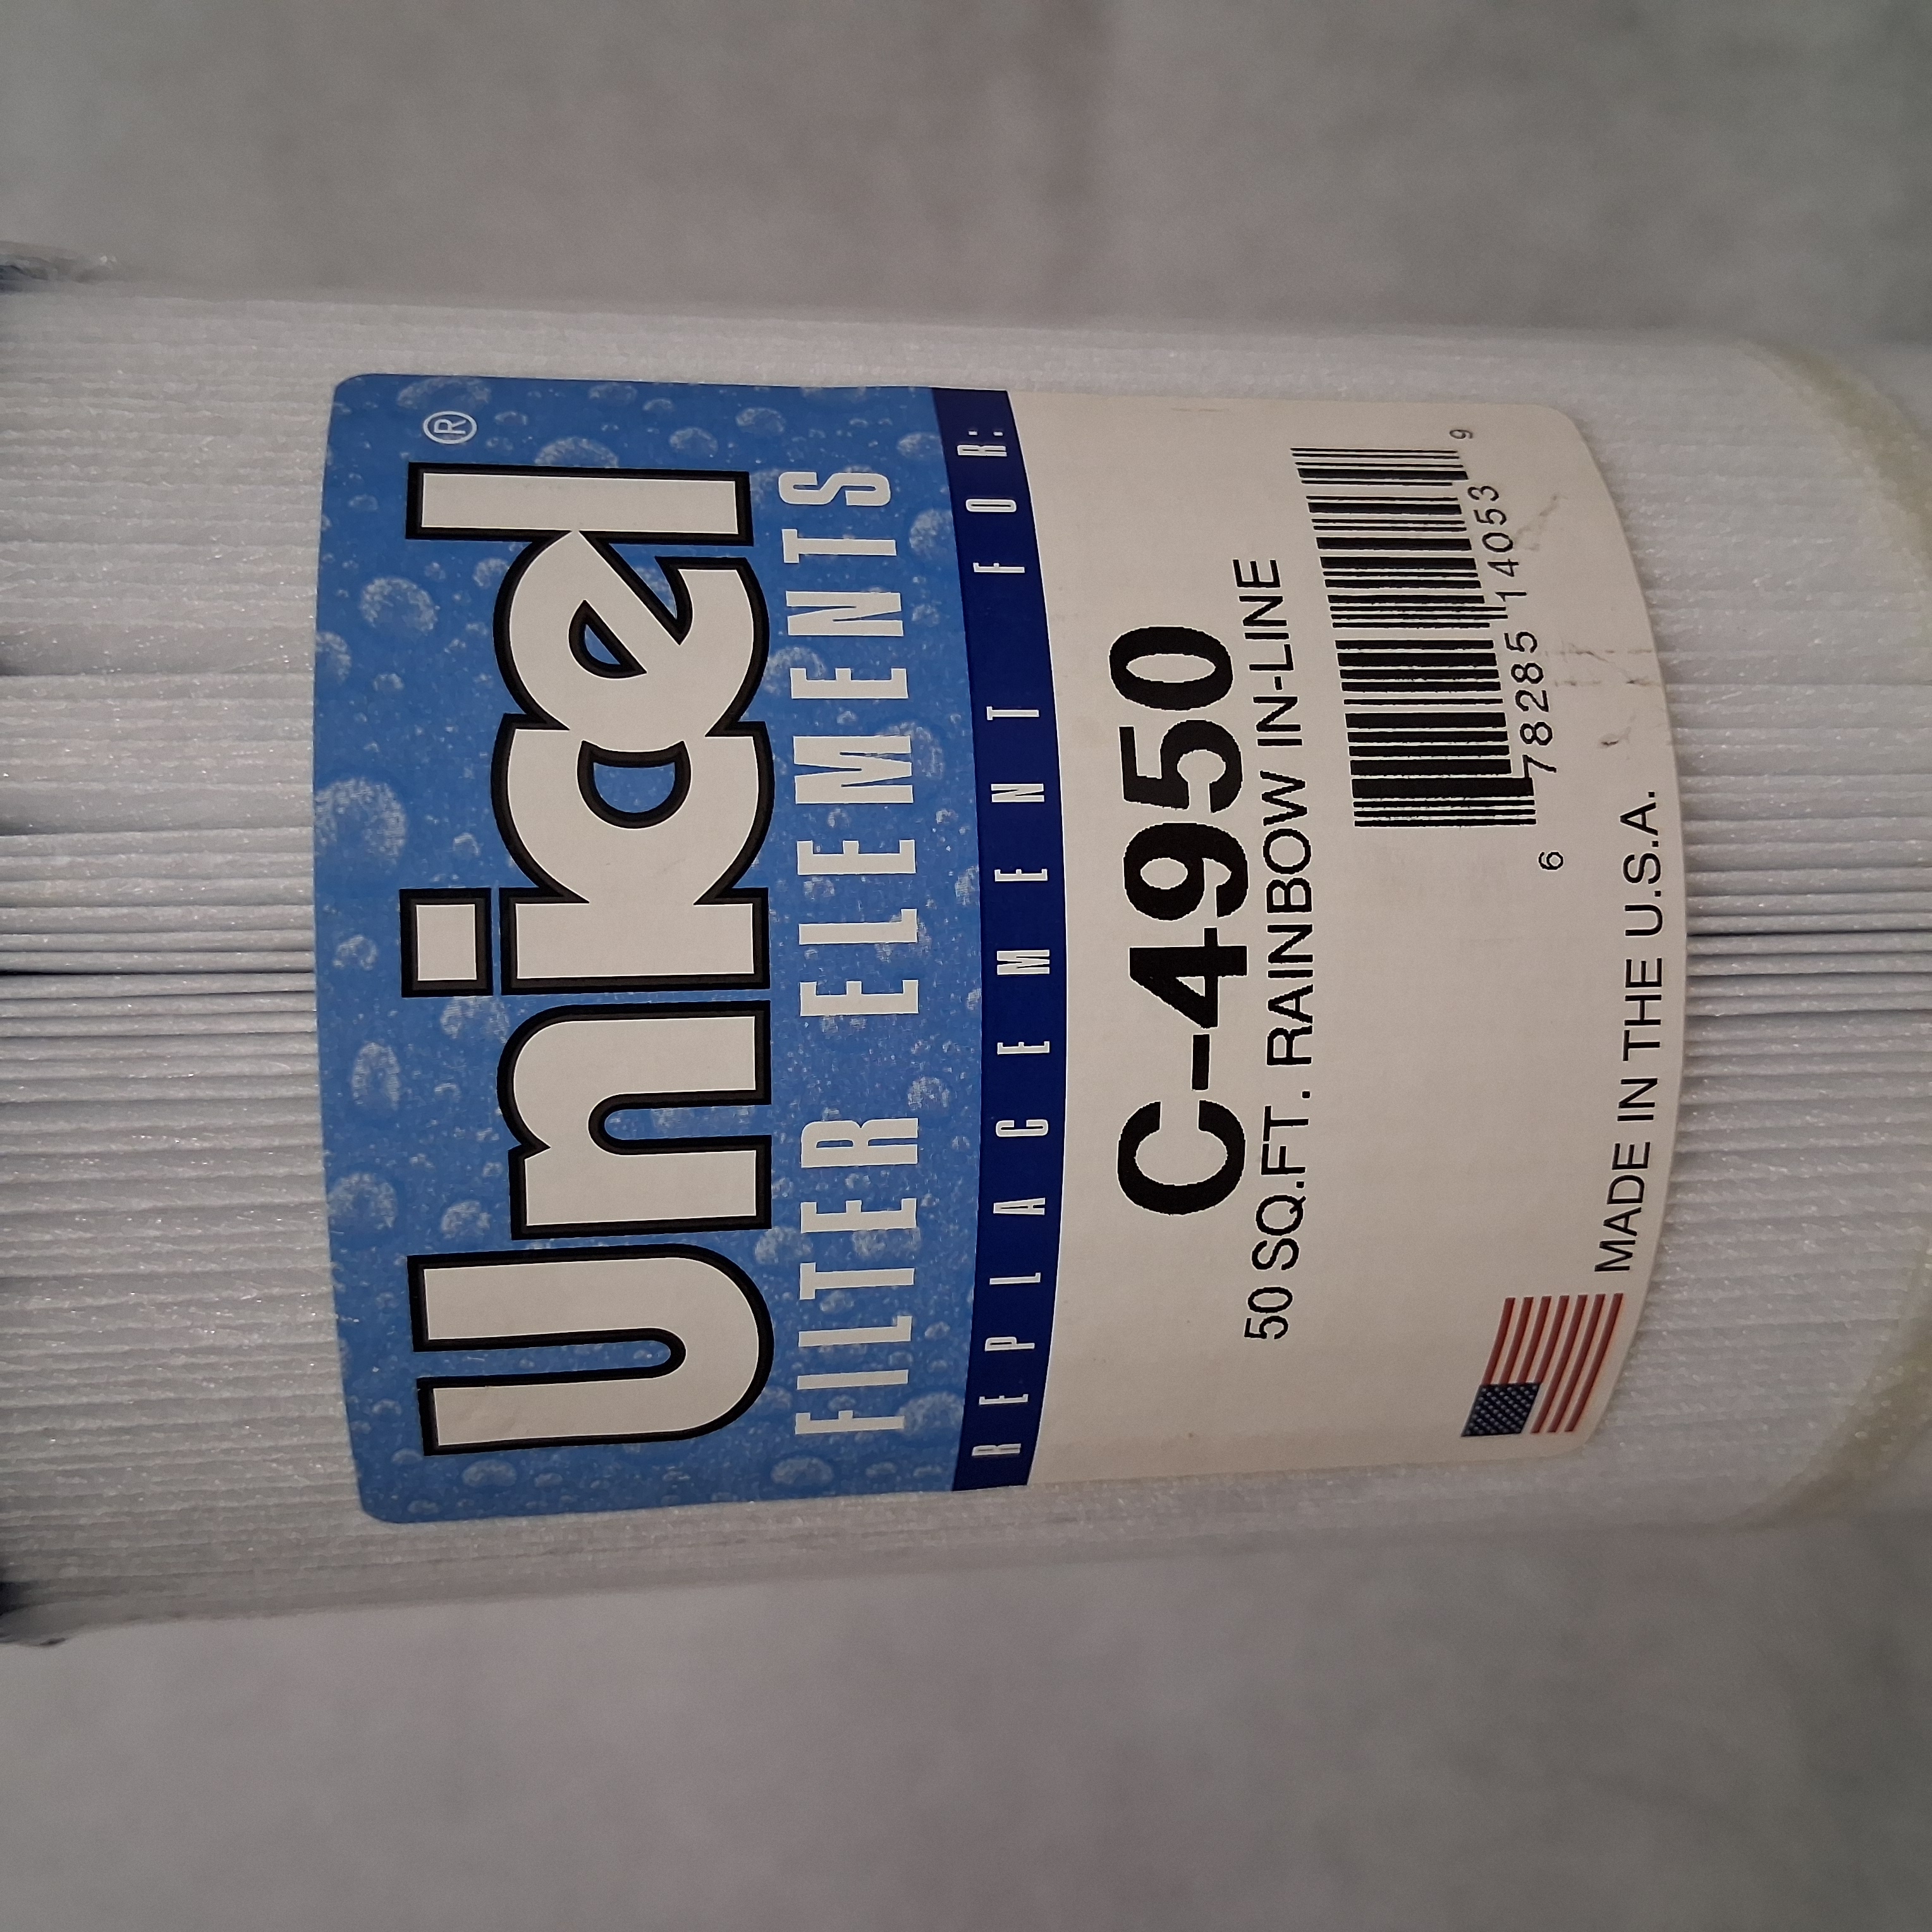 Unicel®
FILTER ELEMENTS
REPLACEMENT FOR:
C-4950
50 SQ.FT. RAINBOW IN-LINE
6 78285 14053 9
MADE IN THE U.S.A.